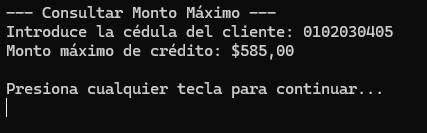 --- Consultar Monto Máximo ---
Introduce la cédula del cliente: 0102030405
Monto máximo de crédito: $585,00
Presiona cualquier tecla para continuar...